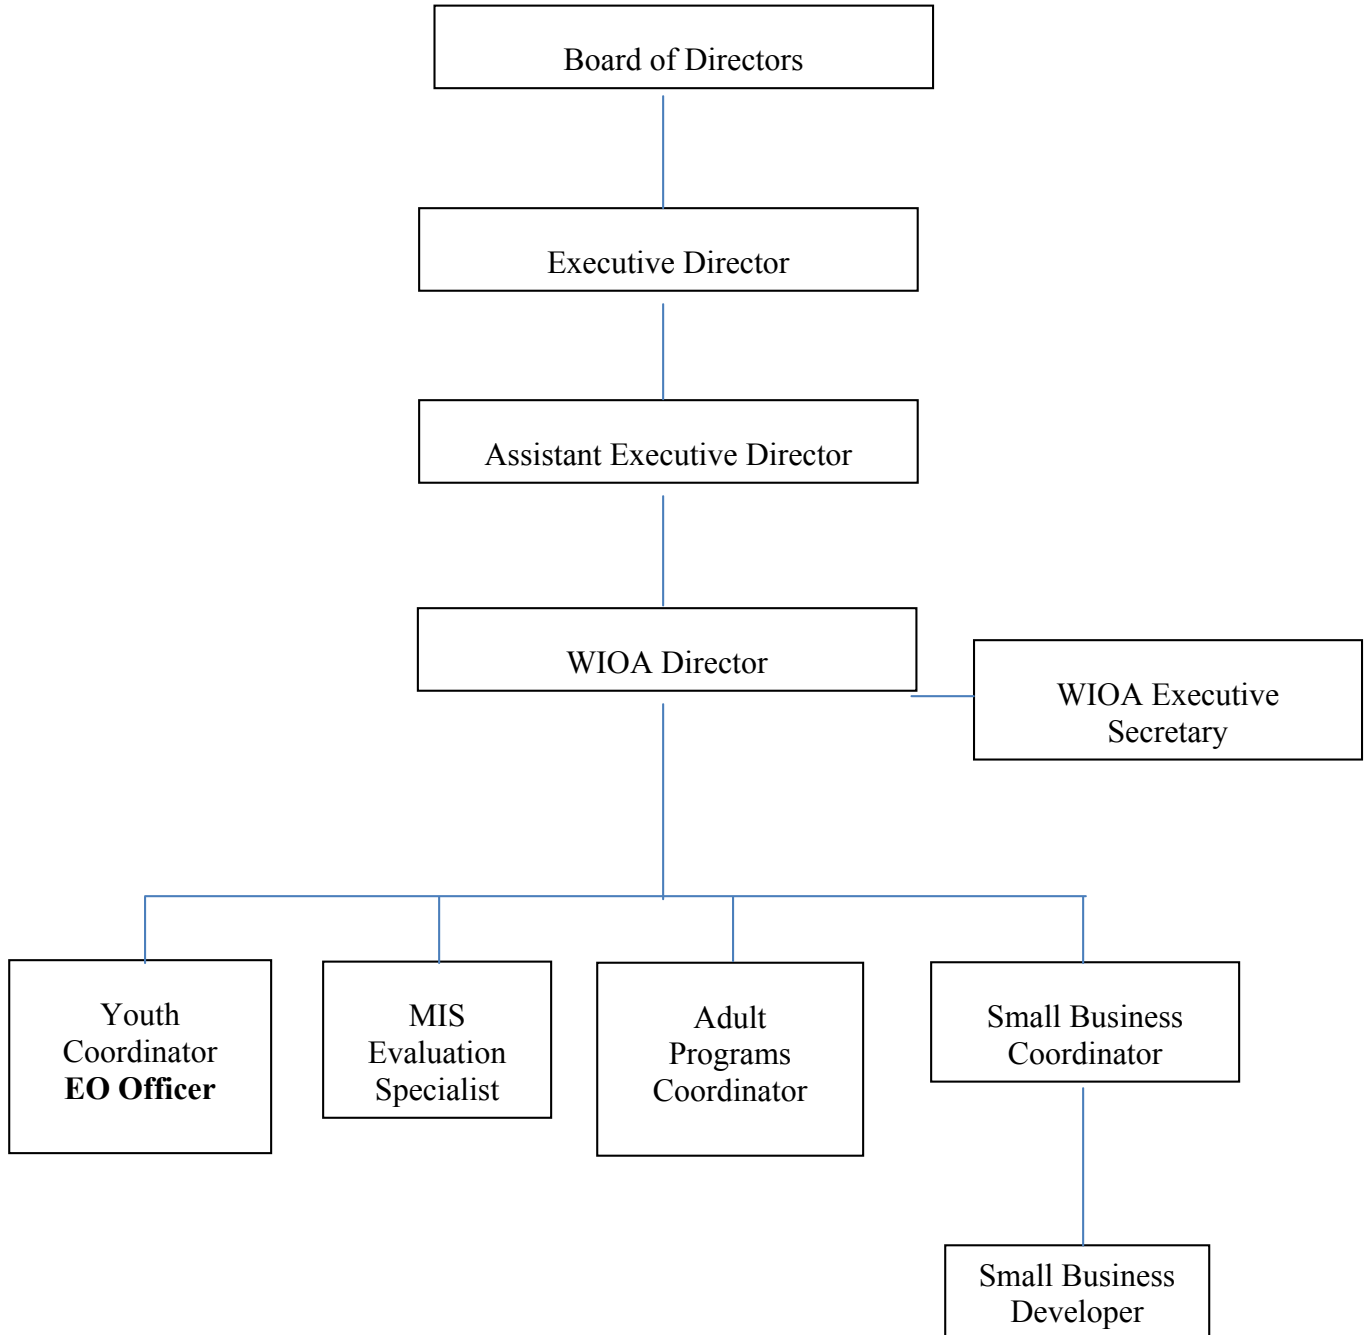 Board of Directors
Executive Director
Assistant Executive Director
WIOA Director
WIOA Executive
Secretary
Youth
Coordinator
EO Officer
MIS
Evaluation
Specialist
Adult
Programs
Coordinator
Small Business
Coordinator
Small Business
Developer